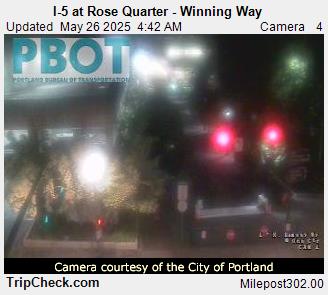 I-5 at Rose Quarter - Winning Way
Updated May 26 2025 4:42 AM Camera 4
PBOT
PORTLAND BUREAU OF TRANSPORTATION
Camera courtesy of the City of Portland
TripCheck.com Milepost302.00